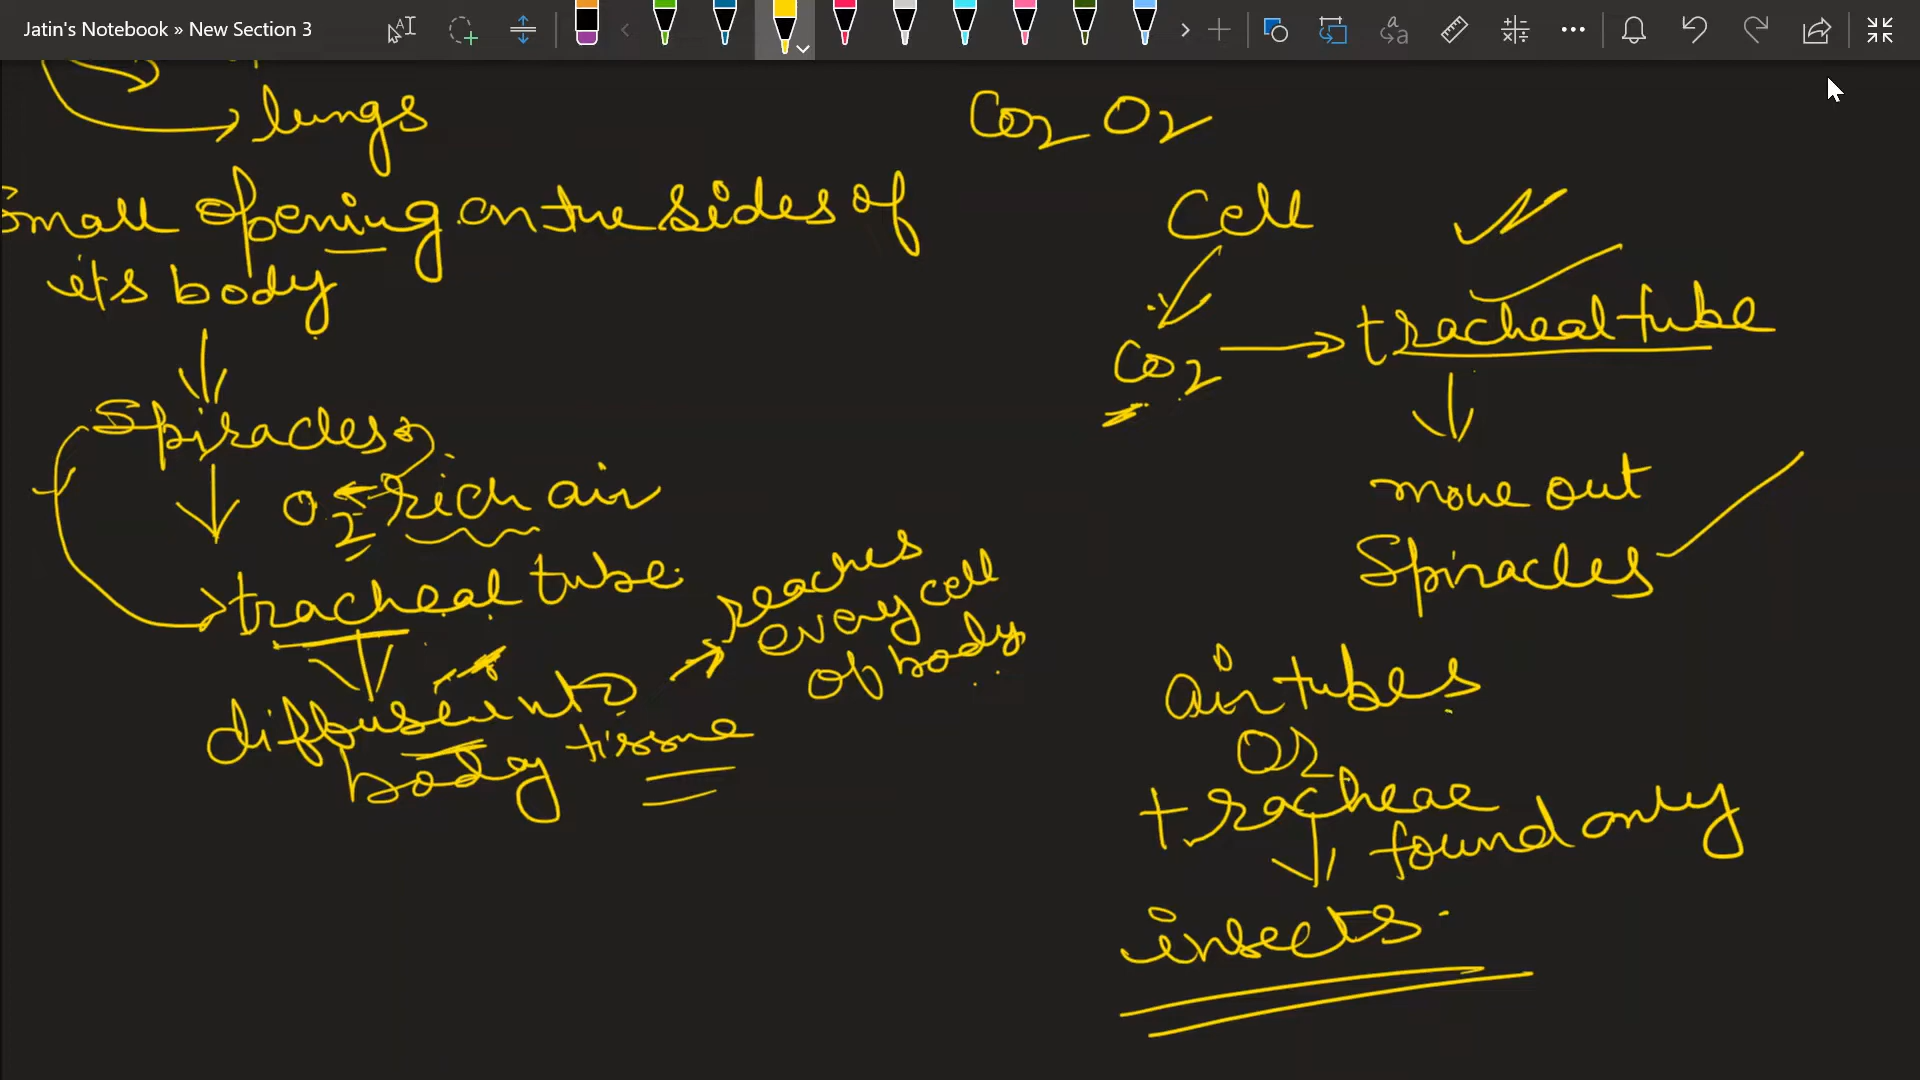 Jatin's Notebook » New Section 3
lungs
Small opening on the sides of
its body
Spiracles
O2 rich air
tracheal tube
diffuse into
body tissue
reaches
every cell
of body
CO2 O2
Cell
CO2 → tracheal tube
move out
Spiracles
air tubes
or
tracheae
found only
insects